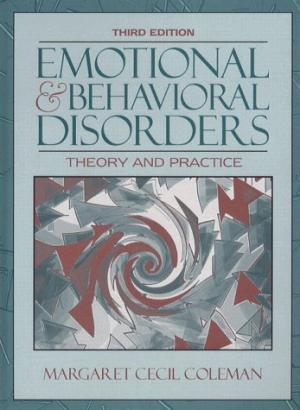 THIRD EDITION
EMOTIONAL
& BEHAVIORAL
DISORDERS
THEORY AND PRACTICE
MARGARET CECIL COLEMAN